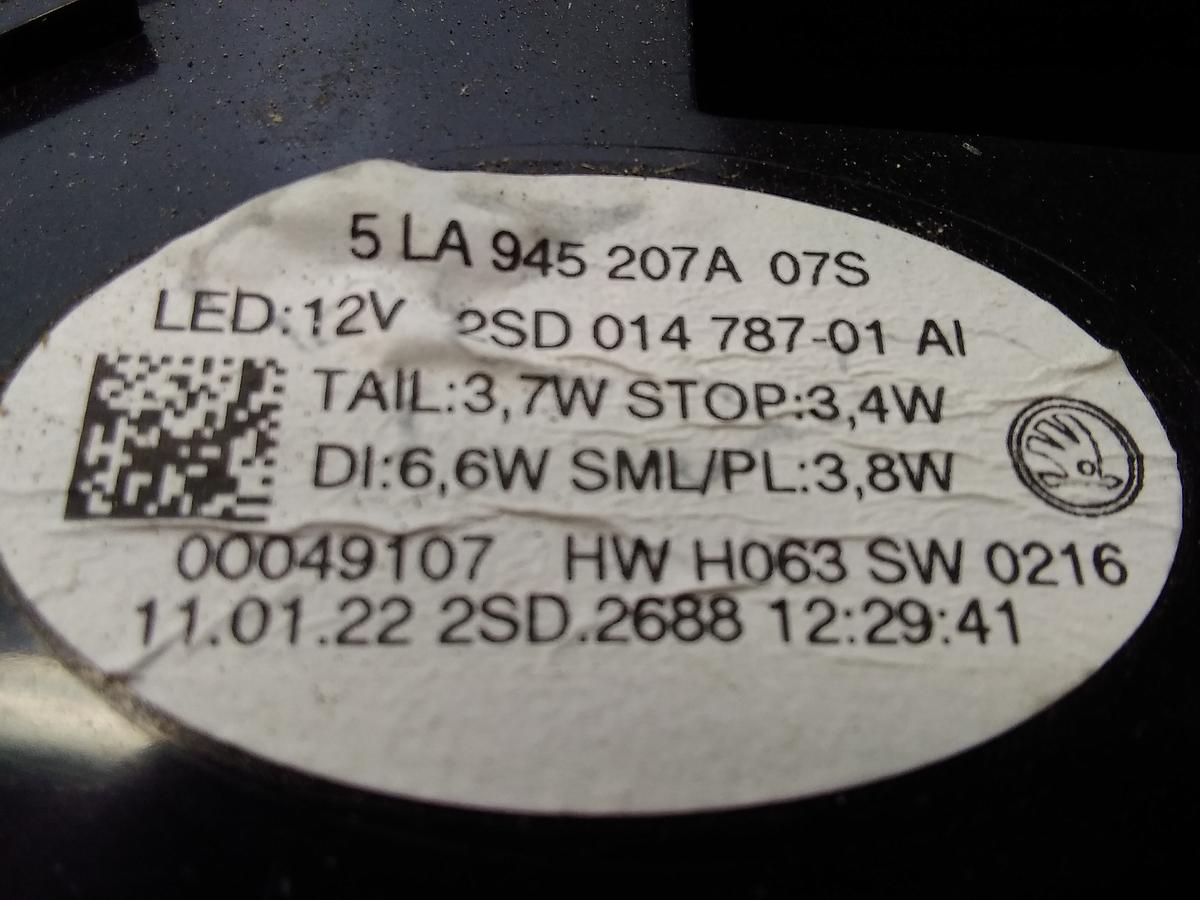 5 LA 945 207A 07S
LED:12V 2SD 014 787-01 AI
TAIL:3,7W STOP:3,4W
DI:6,6W SML/PL:3,8W
00049107 HW H063 SW 0216
11.01.22 2SD.2688 12:29:41